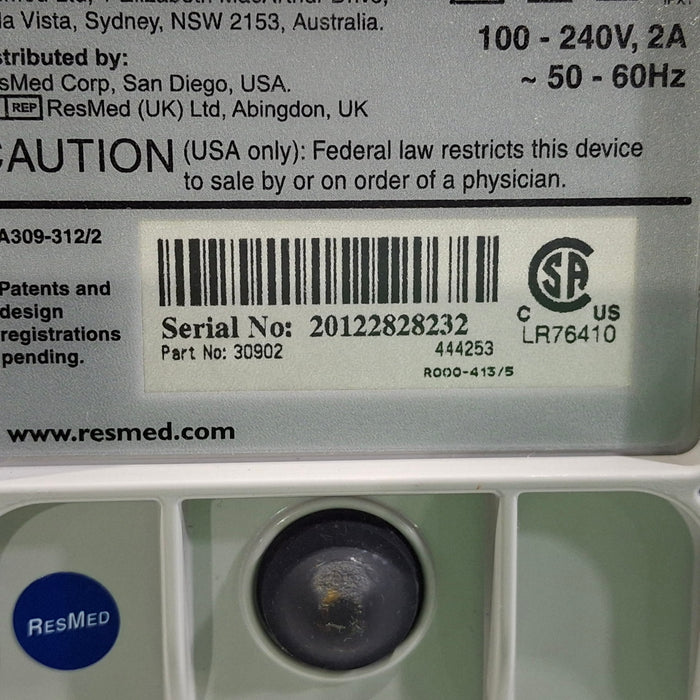 la Vista, Sydney, NSW 2153, Australia.
100 - 240V, 2A
~ 50 - 60Hz
tributed by:
sMed Corp, San Diego, USA.
REP ResMed (UK) Ltd, Abingdon, UK
CAUTION (USA only): Federal law restricts this device
to sale by or on order of a physician.
A309-312/2
Patents and
design
registrations
pending.
Serial No: 20122828232
Part No: 30902 444253
R000-413/5
SA
C US
LR76410
www.resmed.com
RESMED